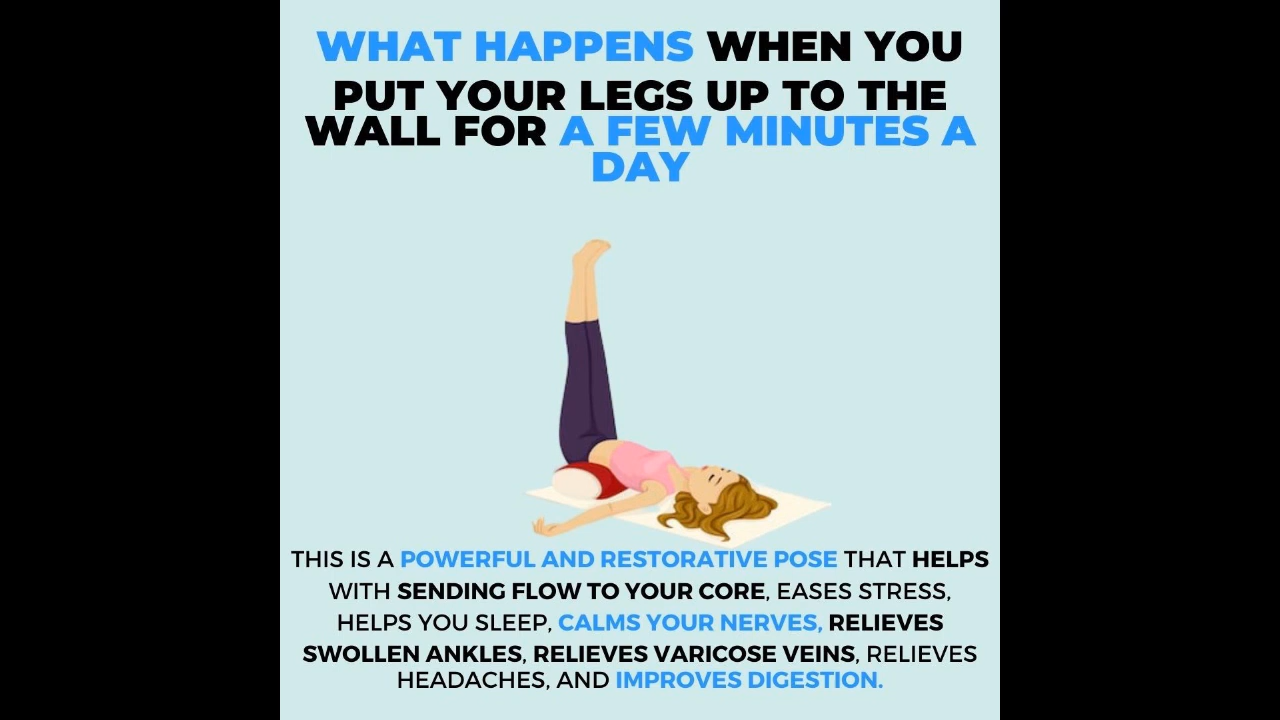 WHAT HAPPENS WHEN YOU
PUT YOUR LEGS UP TO THE
WALL FOR A FEW MINUTES A
DAY
THIS IS A POWERFUL AND RESTORATIVE POSE THAT HELPS
WITH SENDING FLOW TO YOUR CORE, EASES STRESS,
HELPS YOU SLEEP, CALMS YOUR NERVES, RELIEVES
SWOLLEN ANKLES, RELIEVES VARICOSE VEINS, RELIEVES
HEADACHES, AND IMPROVES DIGESTION.